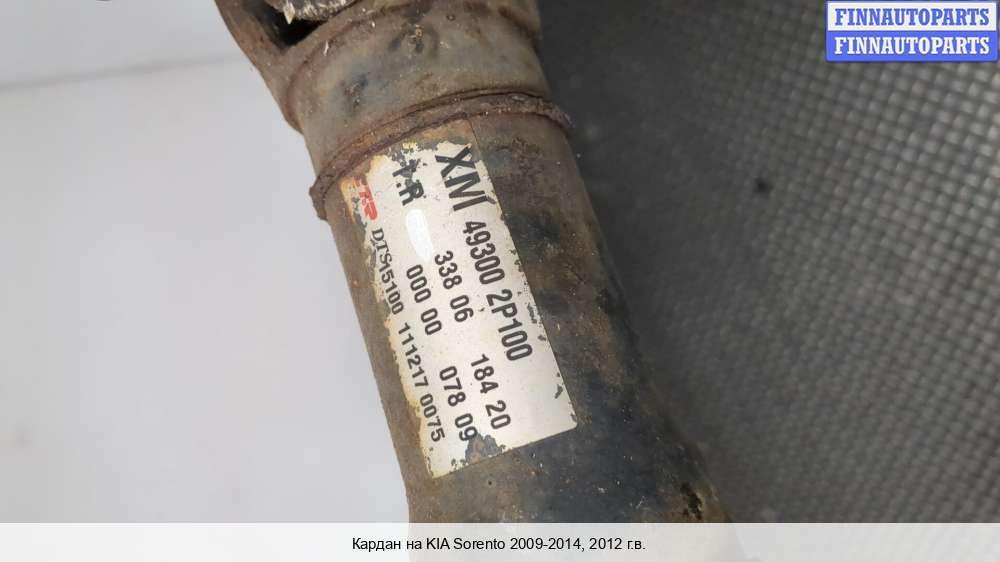 FINNAUTOPARTS
FINNAUTOPARTS
XM 49300 2P100
F.R 338 06 184 20
000 00 078 09
DTS15100 111217 0075
Кардан на KIA Sorento 2009-2014, 2012 г.в.